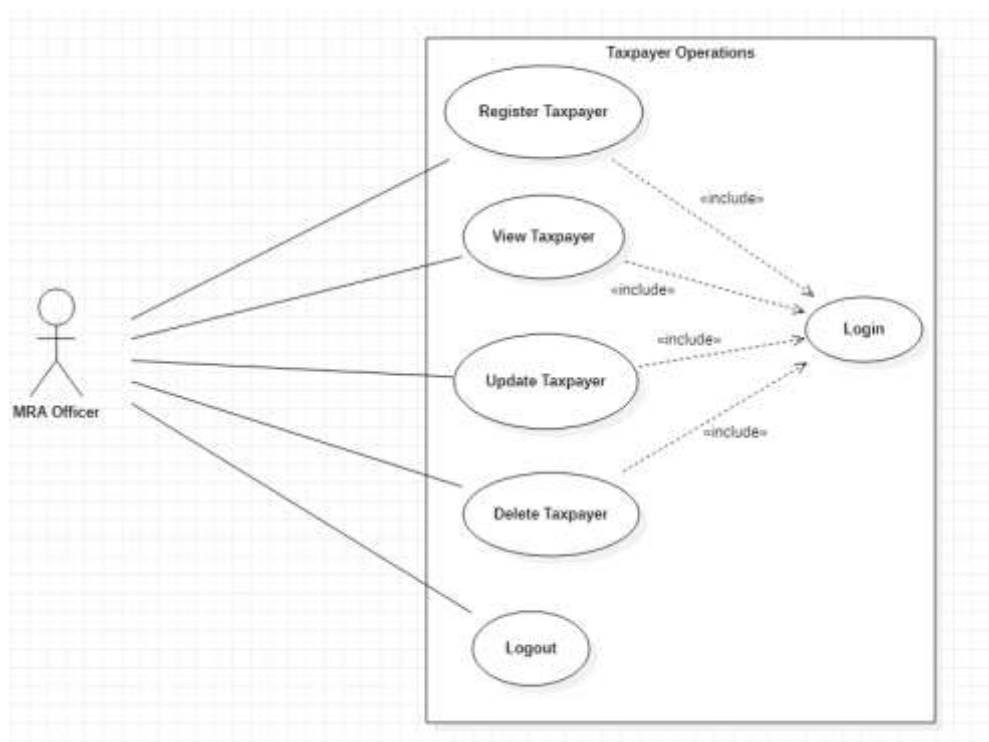 Taxpayer Operations
Register Taxpayer
«include»
View Taxpayer
«include»
Login
«include»
Update Taxpayer
MRA Officer
«include»
Delete Taxpayer
Logout